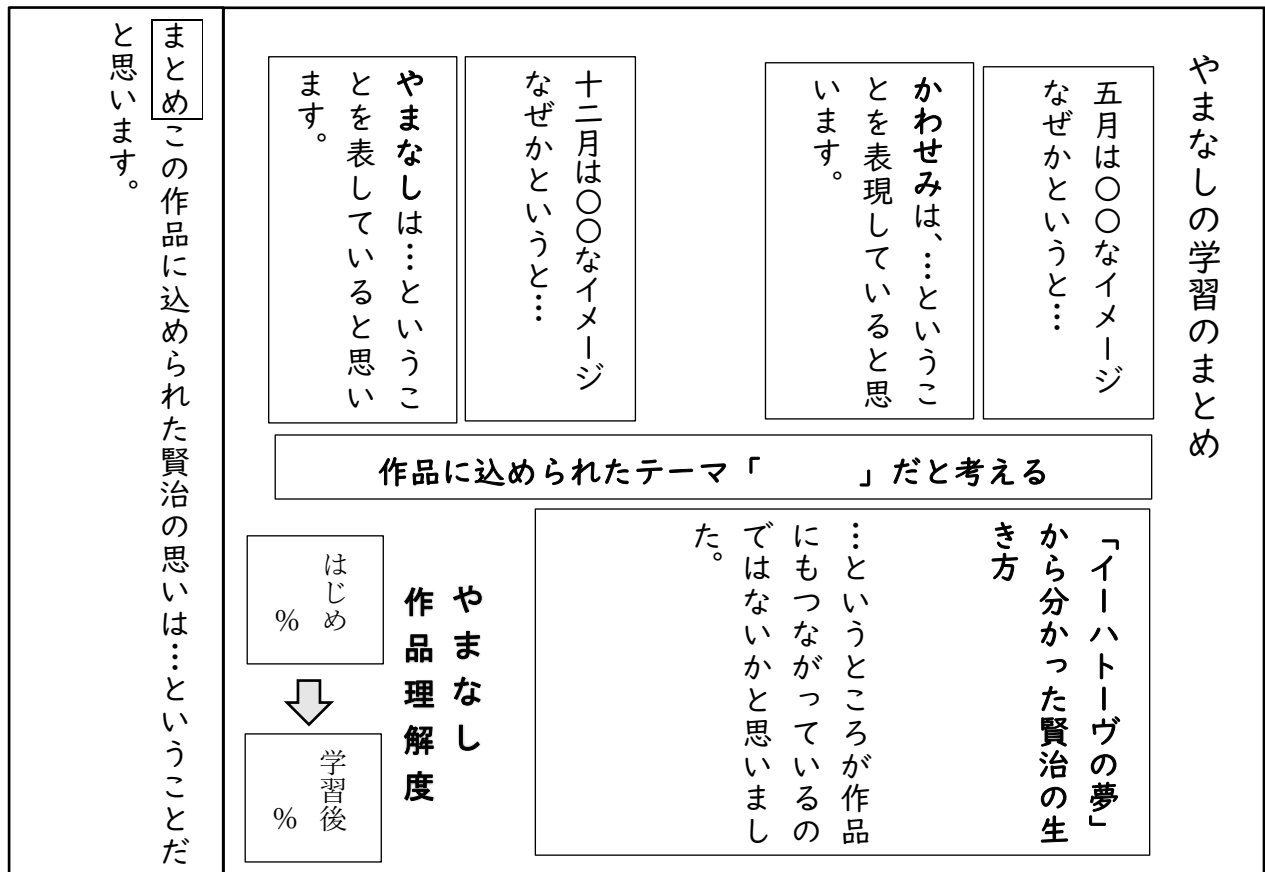 やまなしの学習のまとめ
五月は〇〇なイメージ
なぜかというと…
かわせみは、…というこ
とを表現していると思
います。
十二月は〇〇なイメージ
なぜかというと…
やまなしは…というこ
とを表していると思い
ます。
作品に込められたテーマ「　　　」だと考える
「イーハトーヴの夢」
から分かった賢治の生
き方
…というところが作品
にもつながっているの
ではないかと思いまし
た。
やまなし
作品理解度
はじめ
%
学習後
%
まとめこの作品に込められた賢治の思いは…ということだ
と思います。